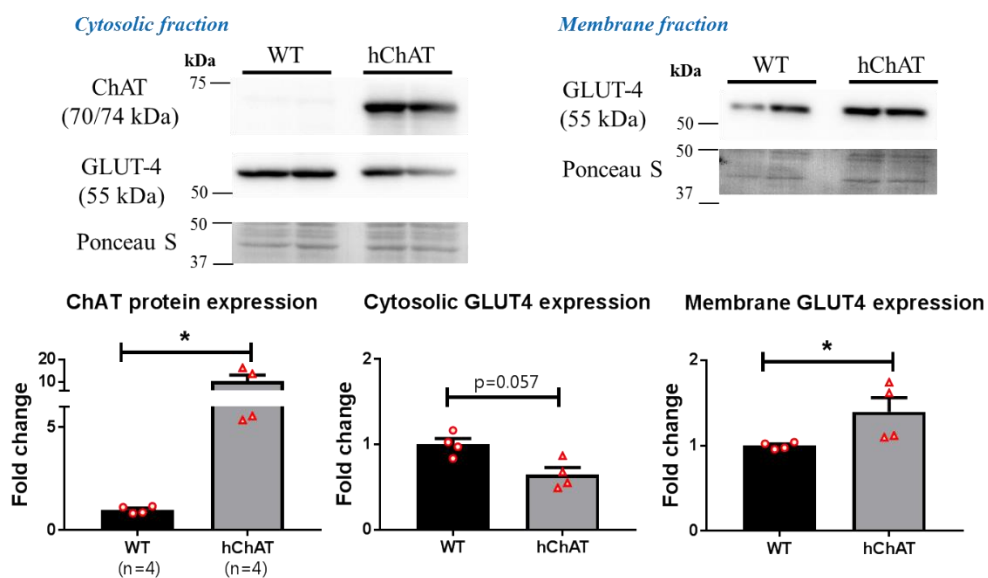 Cytosolic fraction
kDa
WT
hChAT
ChAT
(70/74 kDa)
75
GLUT-4
(55 kDa)
50
Ponceau S
50
37
Membrane fraction
kDa
WT
hChAT
GLUT-4
(55 kDa)
50
Ponceau S
50
37
ChAT protein expression
Fold change
20
10
5
0
*
WT
(n=4)
hChAT
(n=4)
Cytosolic GLUT4 expression
Fold change
2
1
0
p=0.057
WT
hChAT
Membrane GLUT4 expression
Fold change
2
1
0
*
WT
hChAT